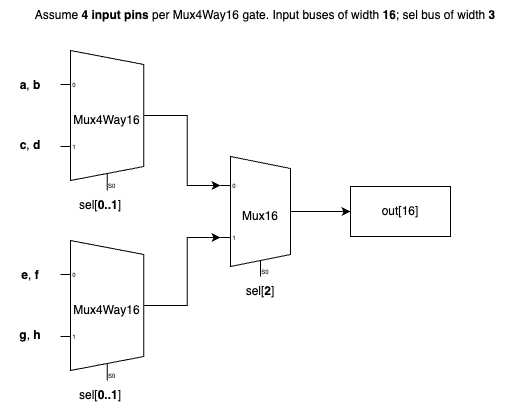 Assume 4 input pins per Mux4Way16 gate. Input buses of width 16; sel bus of width 3
a, b
0
Mux4Way16
c, d
1
S0
sel[0..1]
0
Mux16
out[16]
1
S0
sel[2]
e, f
0
Mux4Way16
g, h
1
S0
sel[0..1]